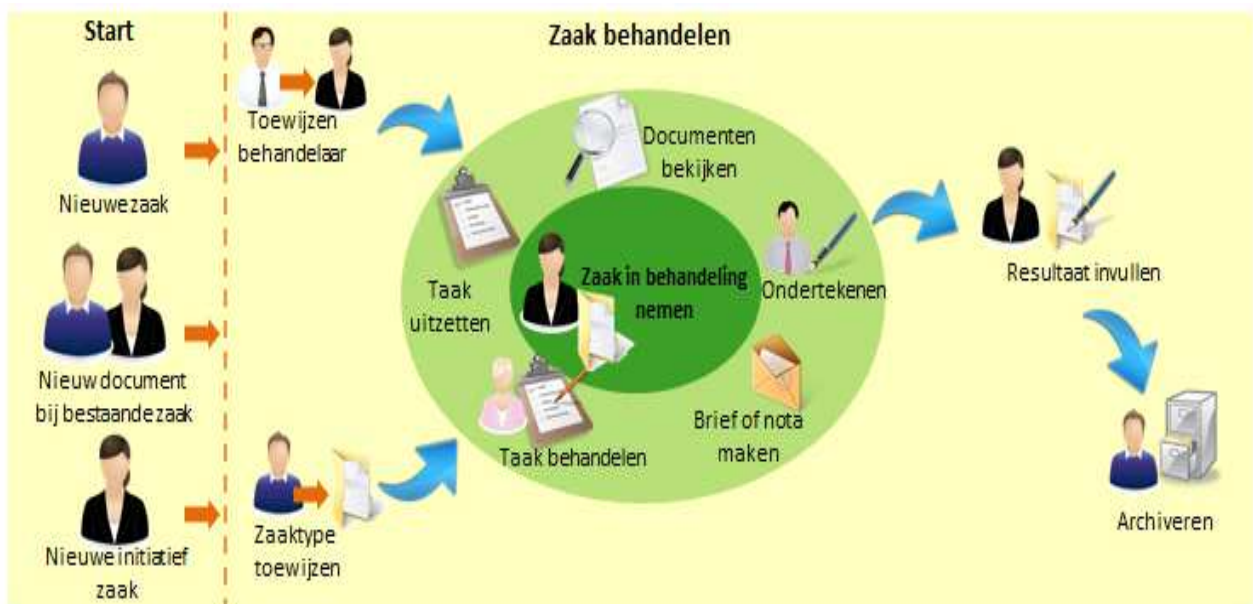 Start
Nieuwe zaak
Nieuw document
bij bestaande zaak
Nieuwe initiatief
zaak
Zaak behandelen
Toewijzen
behandelaar
Zaaktype
toewijzen
Documenten
bekijken
Taak
uitzetten
Zaak in behandeling
nemen
Ondertekenen
Taak behandelen
Brief of nota
maken
Resultaat invullen
Archiveren